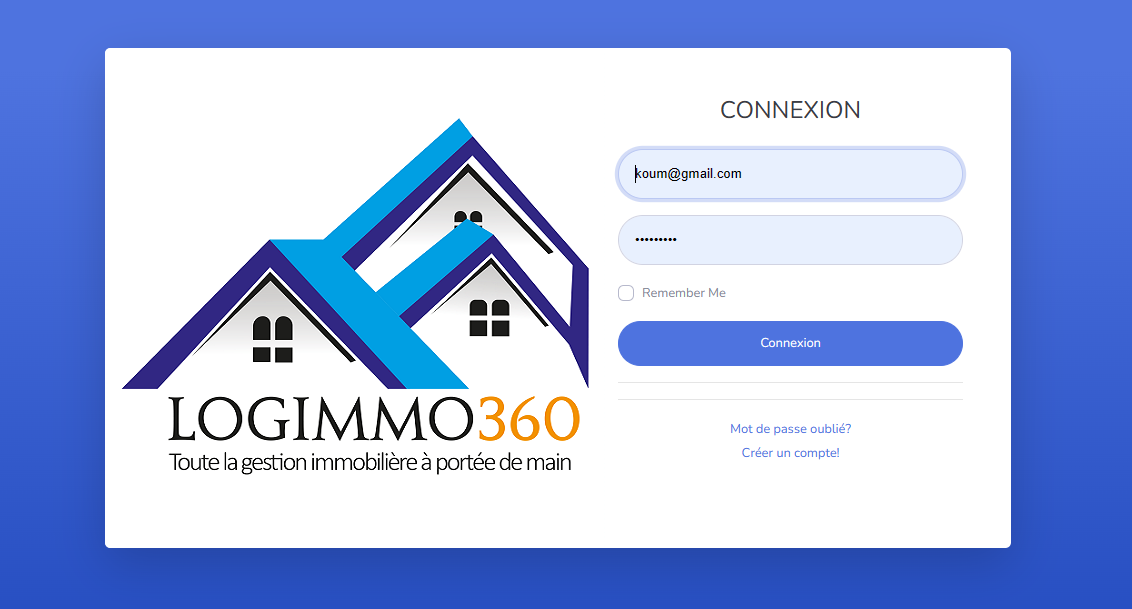 CONNEXION
koum@gmail.com
•••••••••
Remember Me
Connexion
Mot de passe oublié?
Créer un compte!
LOGIMMO360
Toute la gestion immobilière à portée de main